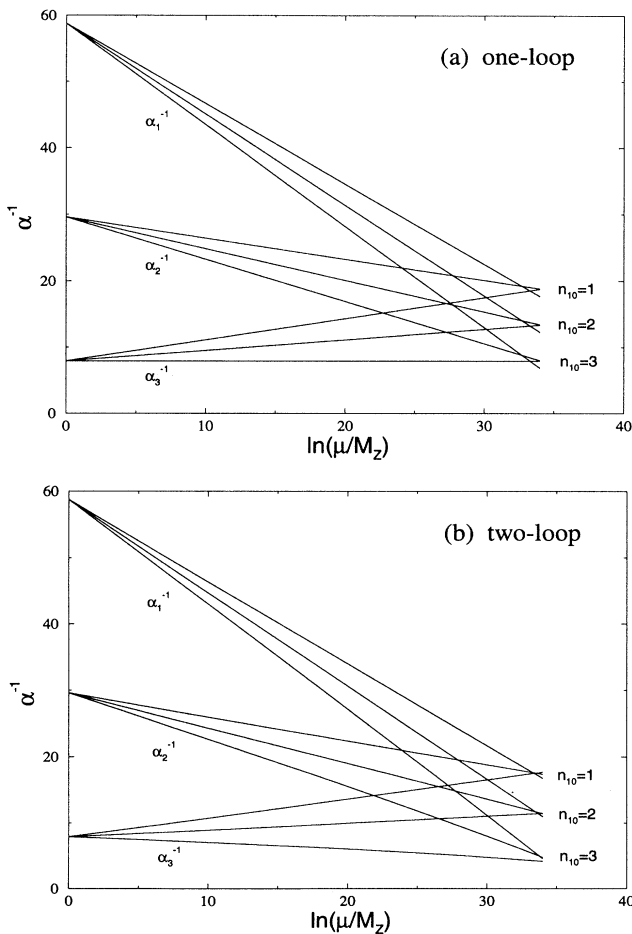 60
(a) one-loop
α₁⁻¹
40
α⁻¹
α₂⁻¹
20
n₁₀=1
n₁₀=2
n₁₀=3
α₃⁻¹
0
0 10 20 30 40
ln(μ/M_Z)
60
(b) two-loop
α₁⁻¹
40
α⁻¹
α₂⁻¹
20
n₁₀=1
n₁₀=2
n₁₀=3
α₃⁻¹
0
0 10 20 30 40
ln(μ/M_Z)